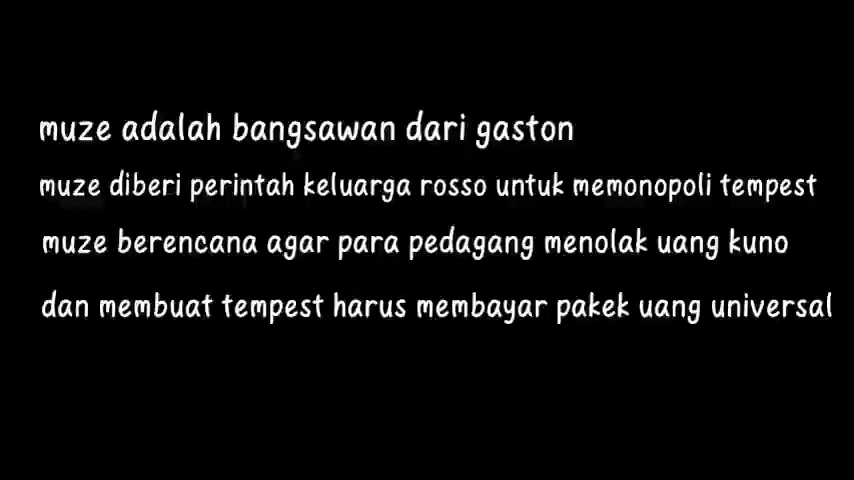 muze adalah bangsawan dari gaston
muze diberi perintah keluarga rosso untuk memonopoli tempest
muze berencana agar para pedagang menolak uang kuno
dan membuat tempest harus membayar pakek uang universal